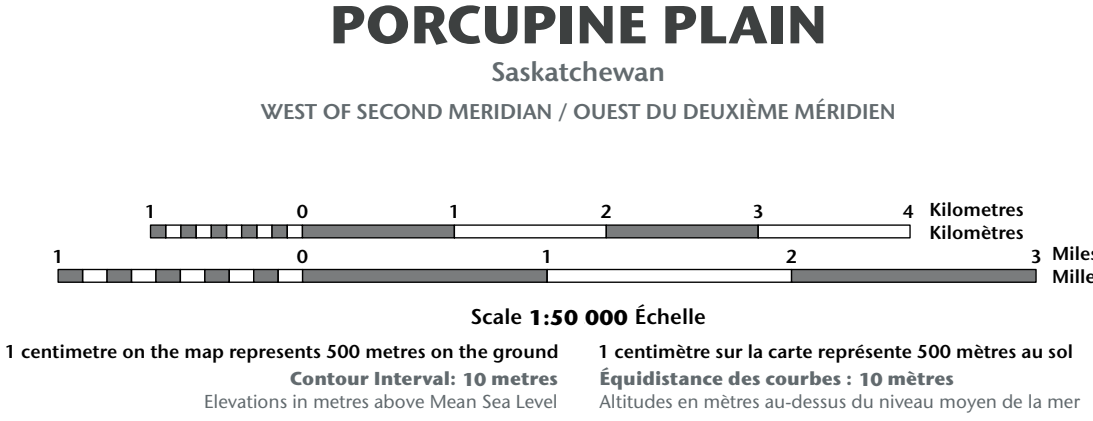 PORCUPINE PLAIN
Saskatchewan
WEST OF SECOND MERIDIAN / OUEST DU DEUXIÈME MÉRIDIEN
1 0 1 2 3 4 Kilometres
Kilomètres
1 0 1 2 3 Miles
Mille
Scale 1:50 000 Échelle
1 centimetre on the map represents 500 metres on the ground
Contour Interval: 10 metres
Elevations in metres above Mean Sea Level
1 centimètre sur la carte représente 500 mètres au sol
Équidistance des courbes : 10 mètres
Altitudes en mètres au-dessus du niveau moyen de la mer